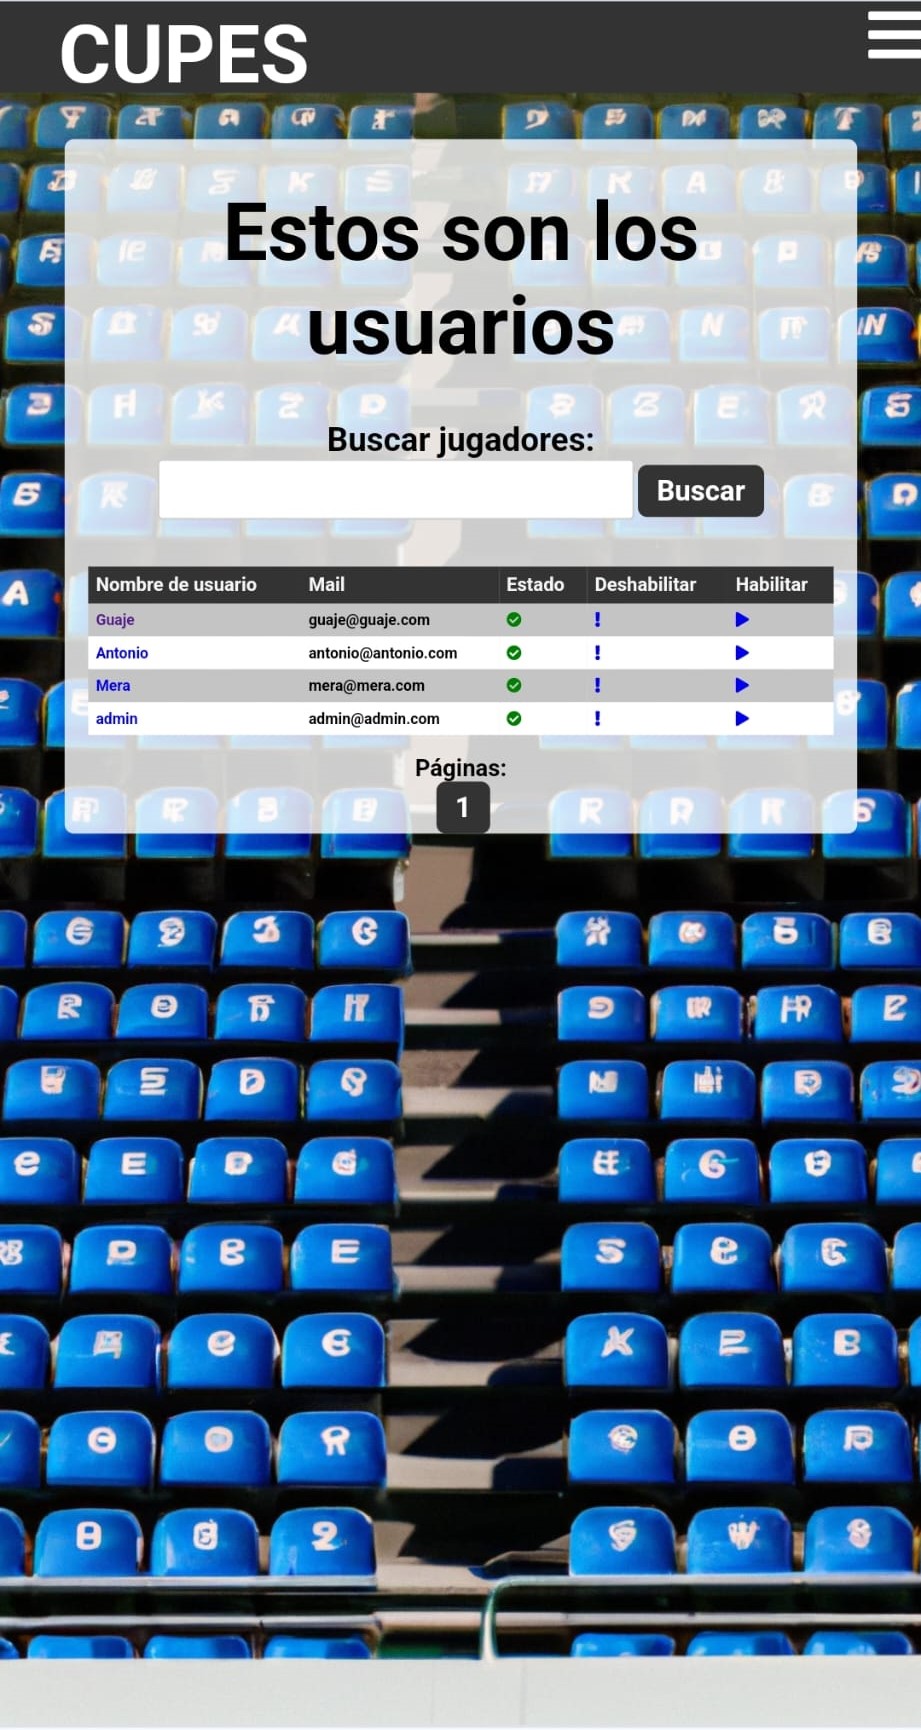 CUPES
Estos son los
usuarios
Buscar jugadores:
Buscar
Nombre de usuario Mail Estado Deshabilitar Habilitar
Guaje guaje@guaje.com
Antonio antonio@antonio.com
Mera mera@mera.com
admin admin@admin.com
Páginas:
1